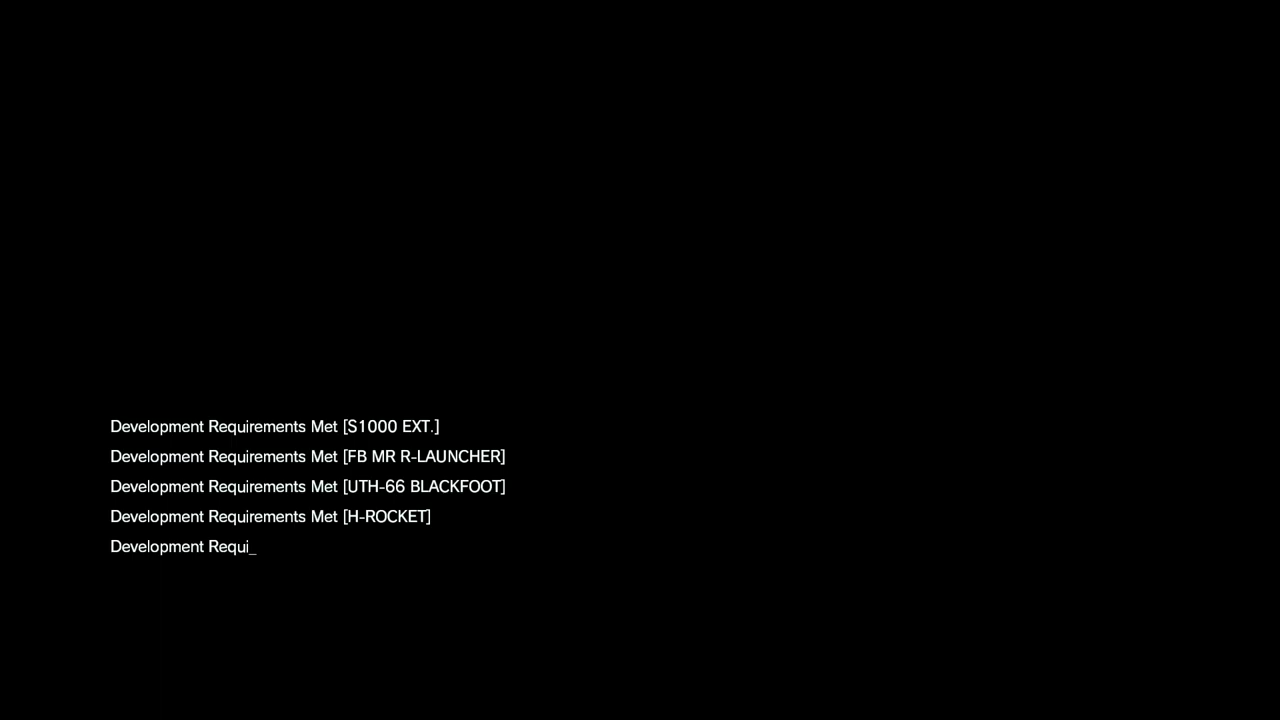 Development Requirements Met [S1000 EXT.]
Development Requirements Met [FB MR R-LAUNCHER]
Development Requirements Met [UTH-66 BLACKFOOT]
Development Requirements Met [H-ROCKET]
Development Requi_